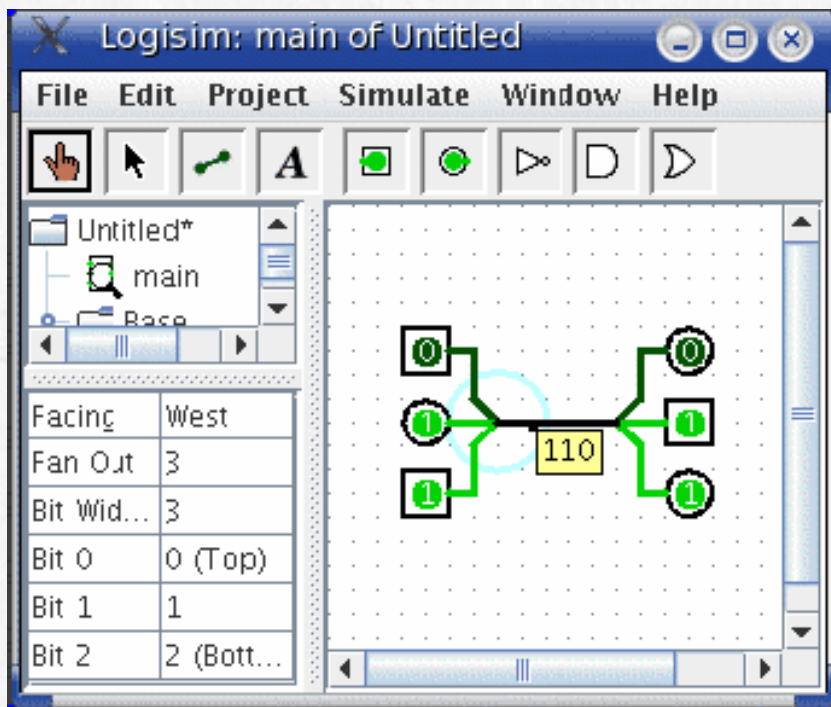 Logisim: main of Untitled
File Edit Project Simulate Window Help
A
Untitled*
main
Base
0 0
1 1
110
1 1
Facing West
Fan Out 3
Bit Wid... 3
Bit 0 0 (Top)
Bit 1 1
Bit 2 2 (Bott...